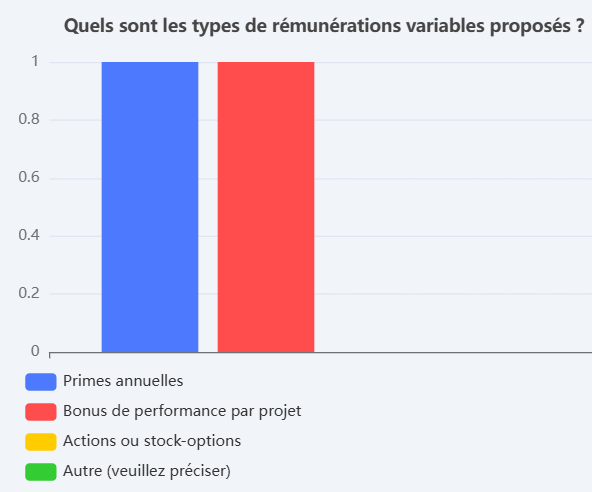 Quels sont les types de rémunérations variables proposés ?
1
0.8
0.6
0.4
0.2
0
Primes annuelles
Bonus de performance par projet
Actions ou stock-options
Autre (veuillez préciser)